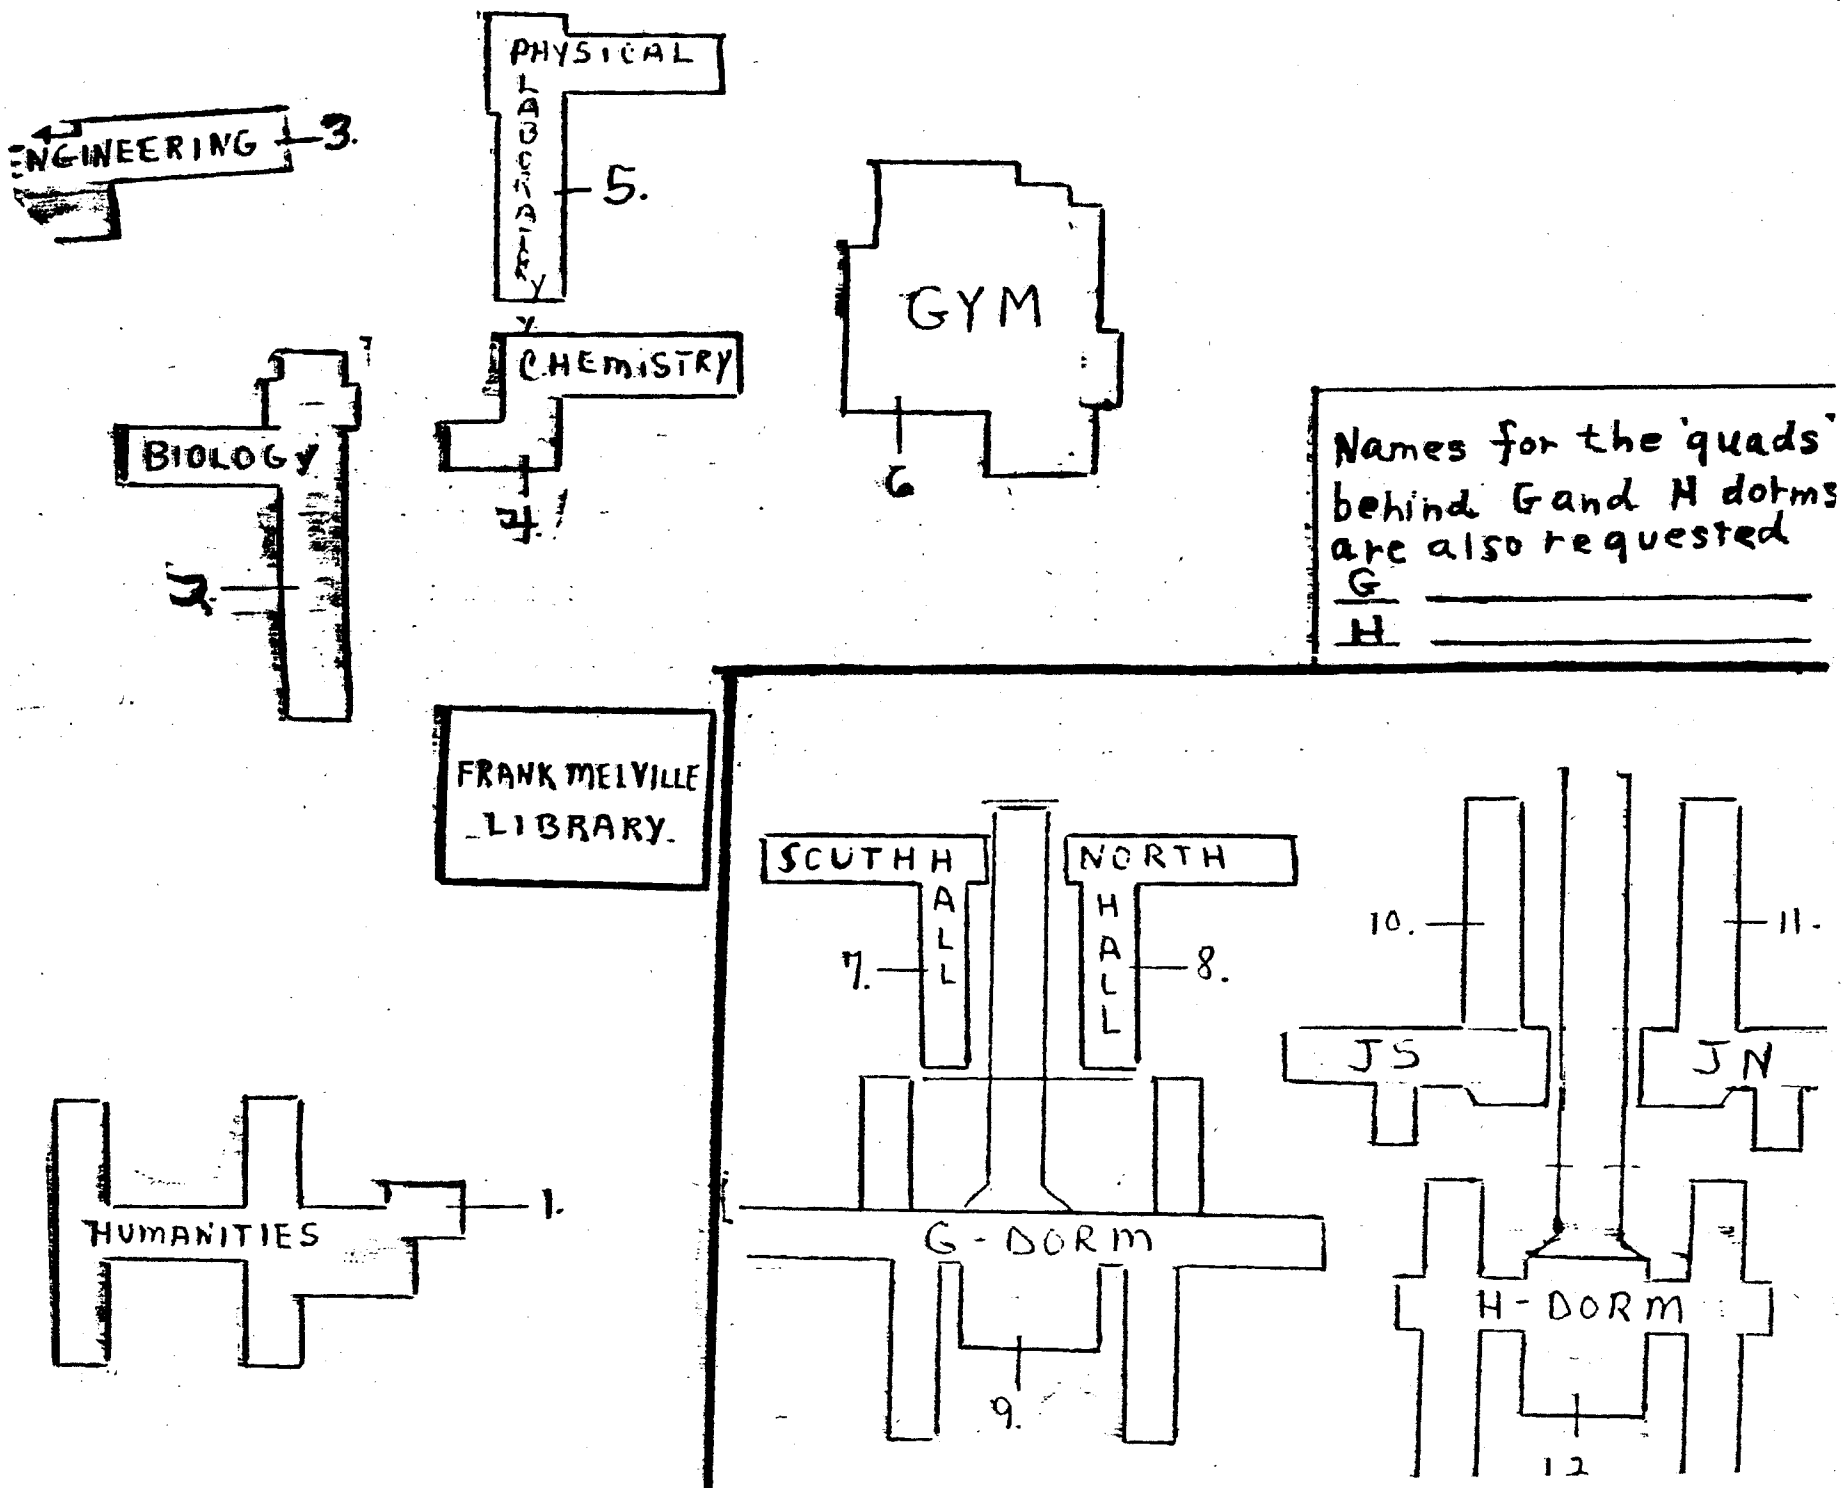 PHYSICAL
LABORATORY
Y
ENGINEERING
3.
5.
GYM
CHEMISTRY
BIOLOGY
6
4.
2.
Names for the 'quads'
behind G and H dorms
are also requested
G
H
FRANK MELVILLE
LIBRARY
SOUTH HALL
NORTH HALL
7.
8.
10.
11.
JS
JN
HUMANITIES
1.
G-DORM
H-DORM
9.
12